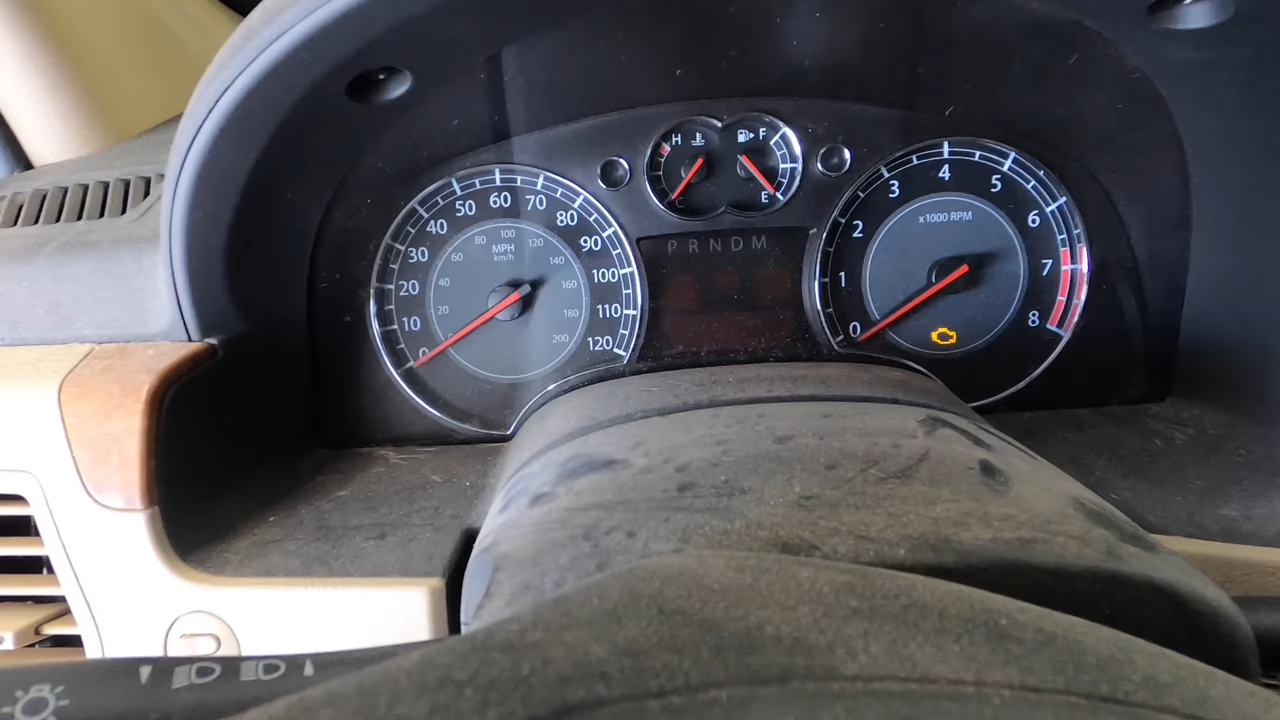 H F
C E
P R N D M
0 10 20 30 40 50 60 70 80 90 100 110 120
MPH
km/h
20 40 60 80 100 120 140 160 180 200
0 1 2 3 4 5 6 7 8
x1000 RPM